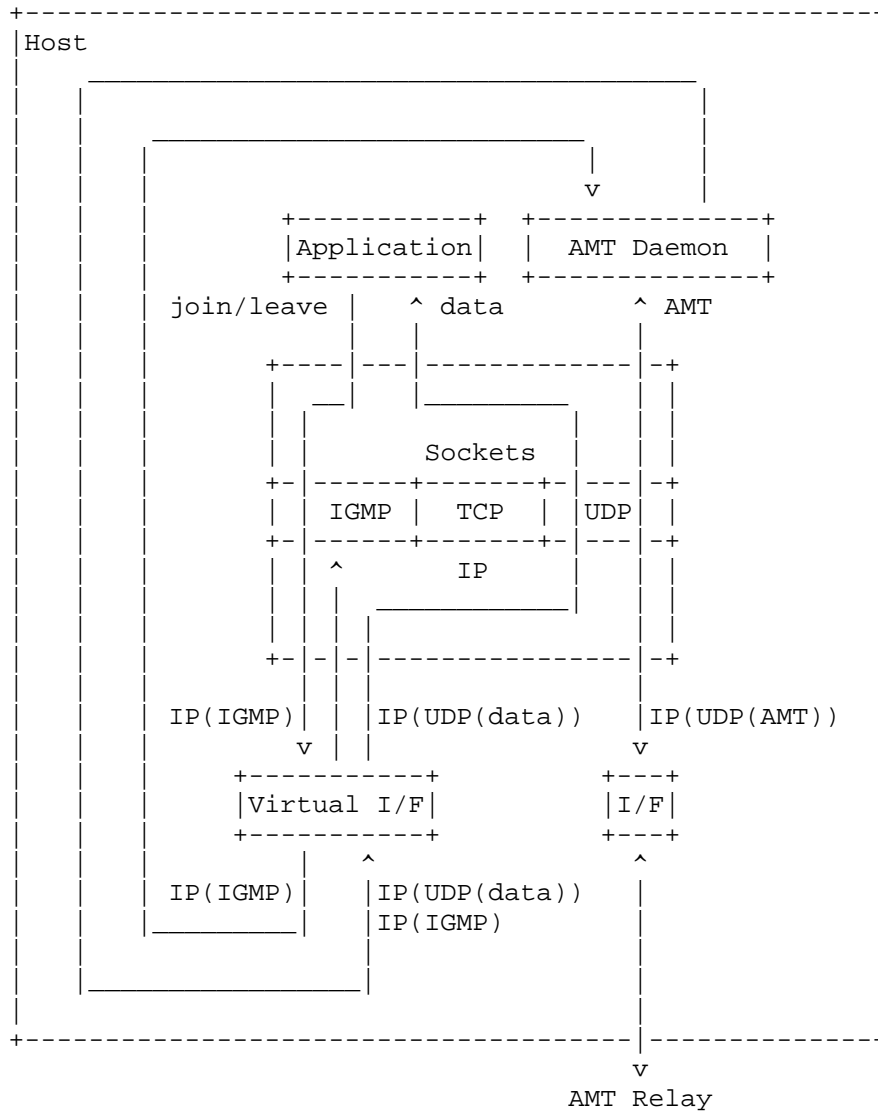 Host
v
Application AMT Daemon
join/leave ^ data ^ AMT
Sockets
IGMP TCP UDP
^ IP
IP(IGMP) IP(UDP(data)) IP(UDP(AMT))
v v
Virtual I/F I/F
^ ^
IP(IGMP) IP(UDP(data))
IP(IGMP)
v
AMT Relay